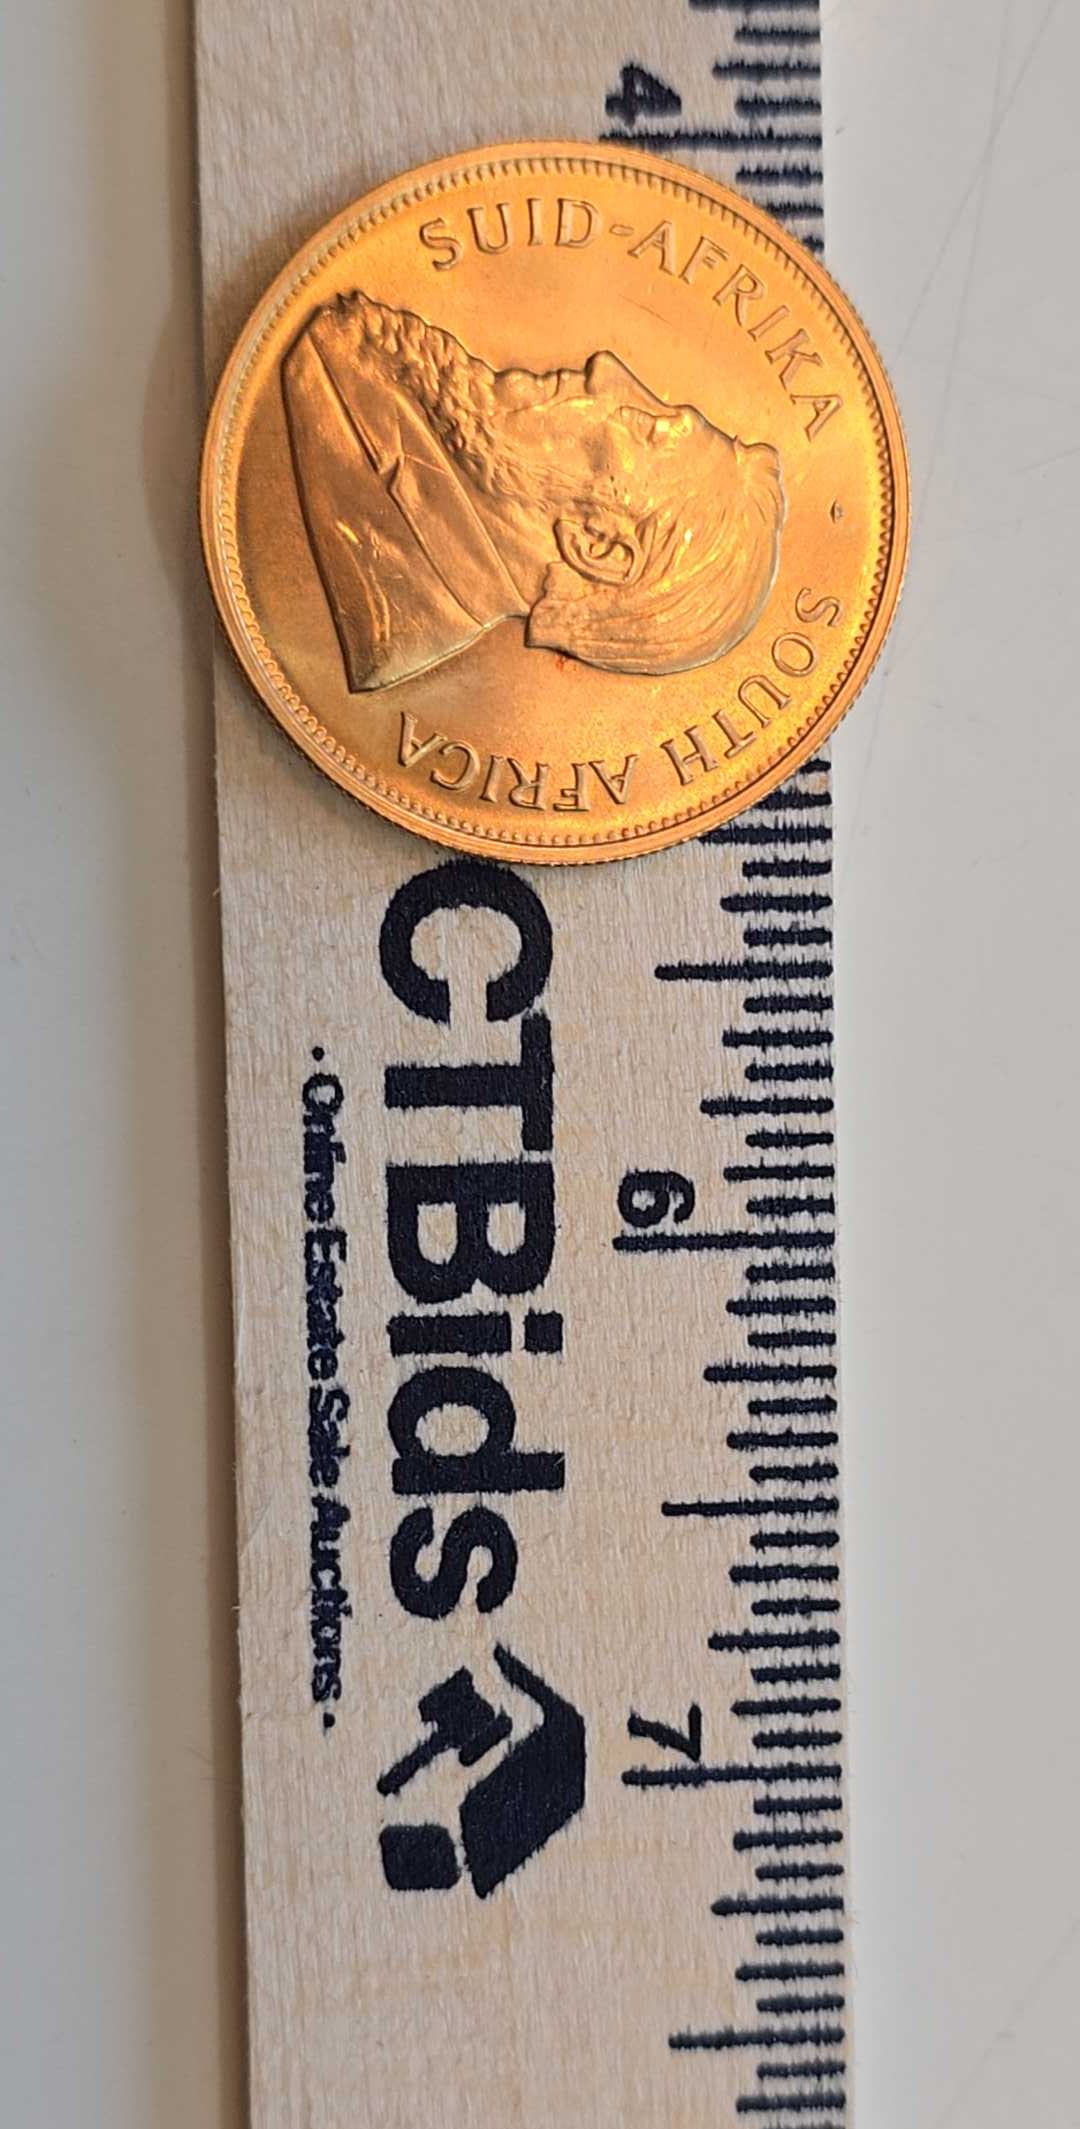 SUID-AFRIKA · SOUTH AFRICA
4
6
7
CTBids
· Online Estate Sale Auctions ·